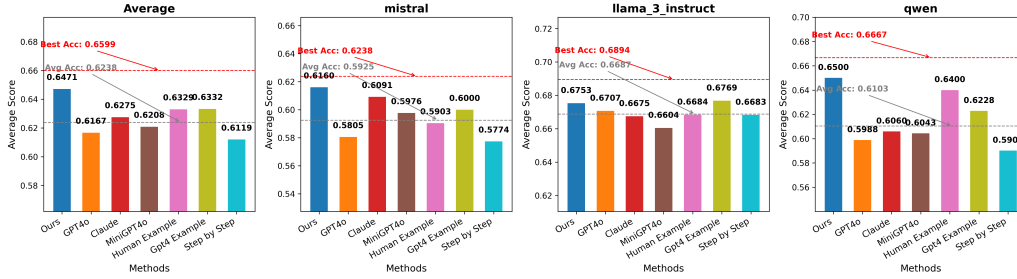 Average
Average Score
0.68
0.66
0.64
0.62
0.60
0.58
Best Acc: 0.6599
Avg Acc: 0.6238
0.6471
0.6167
0.6275
0.6208
0.6329
0.6332
0.6119
Ours
GPT4o
Claude
MiniGPT4o
Human Example
Gpt4 Example
Step by Step
Methods
mistral
Average Score
0.66
0.64
0.62
0.60
0.58
0.56
0.54
Best Acc: 0.6238
Avg Acc: 0.5925
0.6160
0.5805
0.6091
0.5976
0.5903
0.6000
0.5774
Ours
GPT4o
Claude
MiniGPT4o
Human Example
Gpt4 Example
Step by Step
Methods
llama_3_instruct
Average Score
0.72
0.70
0.68
0.66
0.64
0.62
Best Acc: 0.6894
Avg Acc: 0.6687
0.6753
0.6707
0.6675
0.6604
0.6684
0.6769
0.6683
Ours
GPT4o
Claude
MiniGPT4o
Human Example
Gpt4 Example
Step by Step
Methods
qwen
Average Score
0.70
0.68
0.66
0.64
0.62
0.60
0.58
0.56
Best Acc: 0.6667
Avg Acc: 0.6103
0.6500
0.5988
0.6060
0.6043
0.6400
0.6228
0.590
Ours
GPT4o
Claude
MiniGPT4o
Human Example
Gpt4 Example
Step by Step
Methods